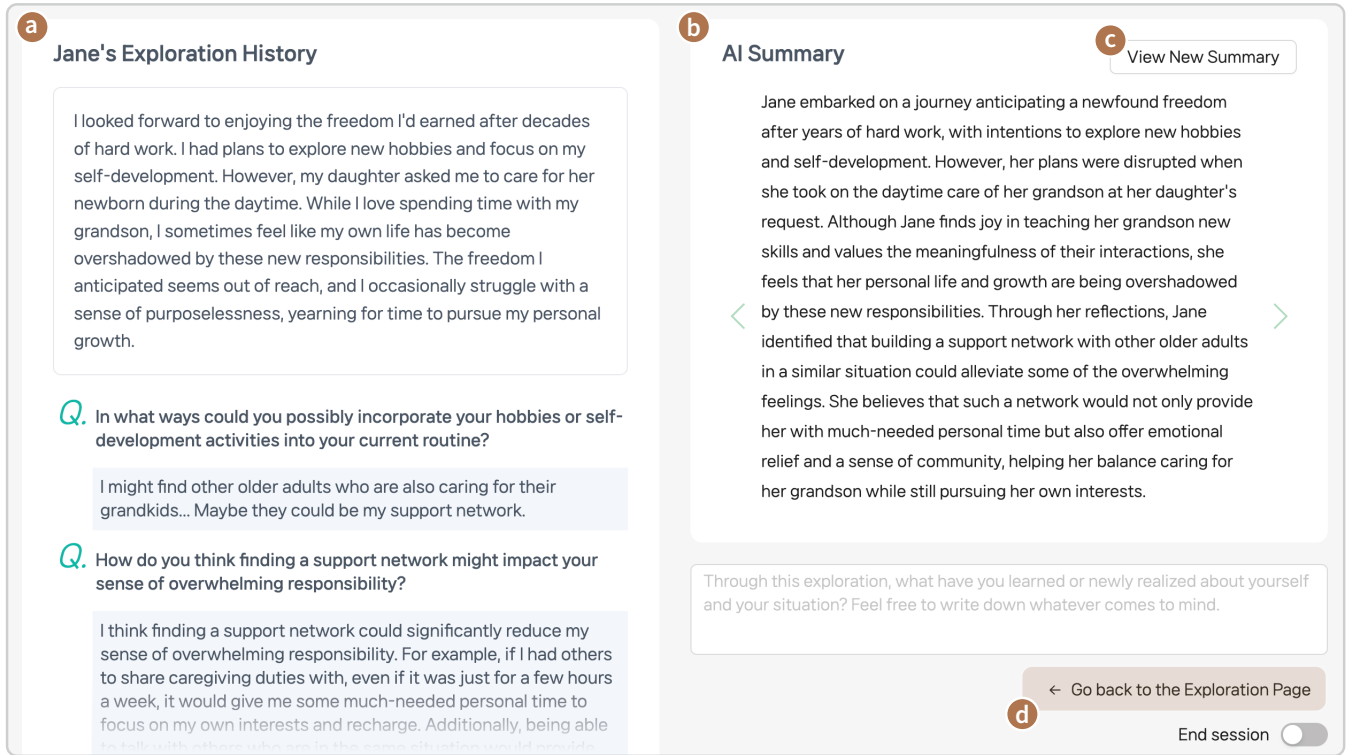 a
Jane's Exploration History
I looked forward to enjoying the freedom I'd earned after decades
of hard work. I had plans to explore new hobbies and focus on my
self-development. However, my daughter asked me to care for her
newborn during the daytime. While I love spending time with my
grandson, I sometimes feel like my own life has become
overshadowed by these new responsibilities. The freedom I
anticipated seems out of reach, and I occasionally struggle with a
sense of purposelessness, yearning for time to pursue my personal
growth.
Q. In what ways could you possibly incorporate your hobbies or self-
development activities into your current routine?
I might find other older adults who are also caring for their
grandkids... Maybe they could be my support network.
Q. How do you think finding a support network might impact your
sense of overwhelming responsibility?
I think finding a support network could significantly reduce my
sense of overwhelming responsibility. For example, if I had others
to share caregiving duties with, even if it was just for a few hours
a week, it would give me some much-needed personal time to
focus on my own interests and recharge. Additionally, being able
to talk with others who are in the same situation would provide
b
AI Summary
c
View New Summary
Jane embarked on a journey anticipating a newfound freedom
after years of hard work, with intentions to explore new hobbies
and self-development. However, her plans were disrupted when
she took on the daytime care of her grandson at her daughter's
request. Although Jane finds joy in teaching her grandson new
skills and values the meaningfulness of their interactions, she
feels that her personal life and growth are being overshadowed
by these new responsibilities. Through her reflections, Jane
identified that building a support network with other older adults
in a similar situation could alleviate some of the overwhelming
feelings. She believes that such a network would not only provide
her with much-needed personal time but also offer emotional
relief and a sense of community, helping her balance caring for
her grandson while still pursuing her own interests.
Through this exploration, what have you learned or newly realized about yourself
and your situation? Feel free to write down whatever comes to mind.
← Go back to the Exploration Page
d
End session